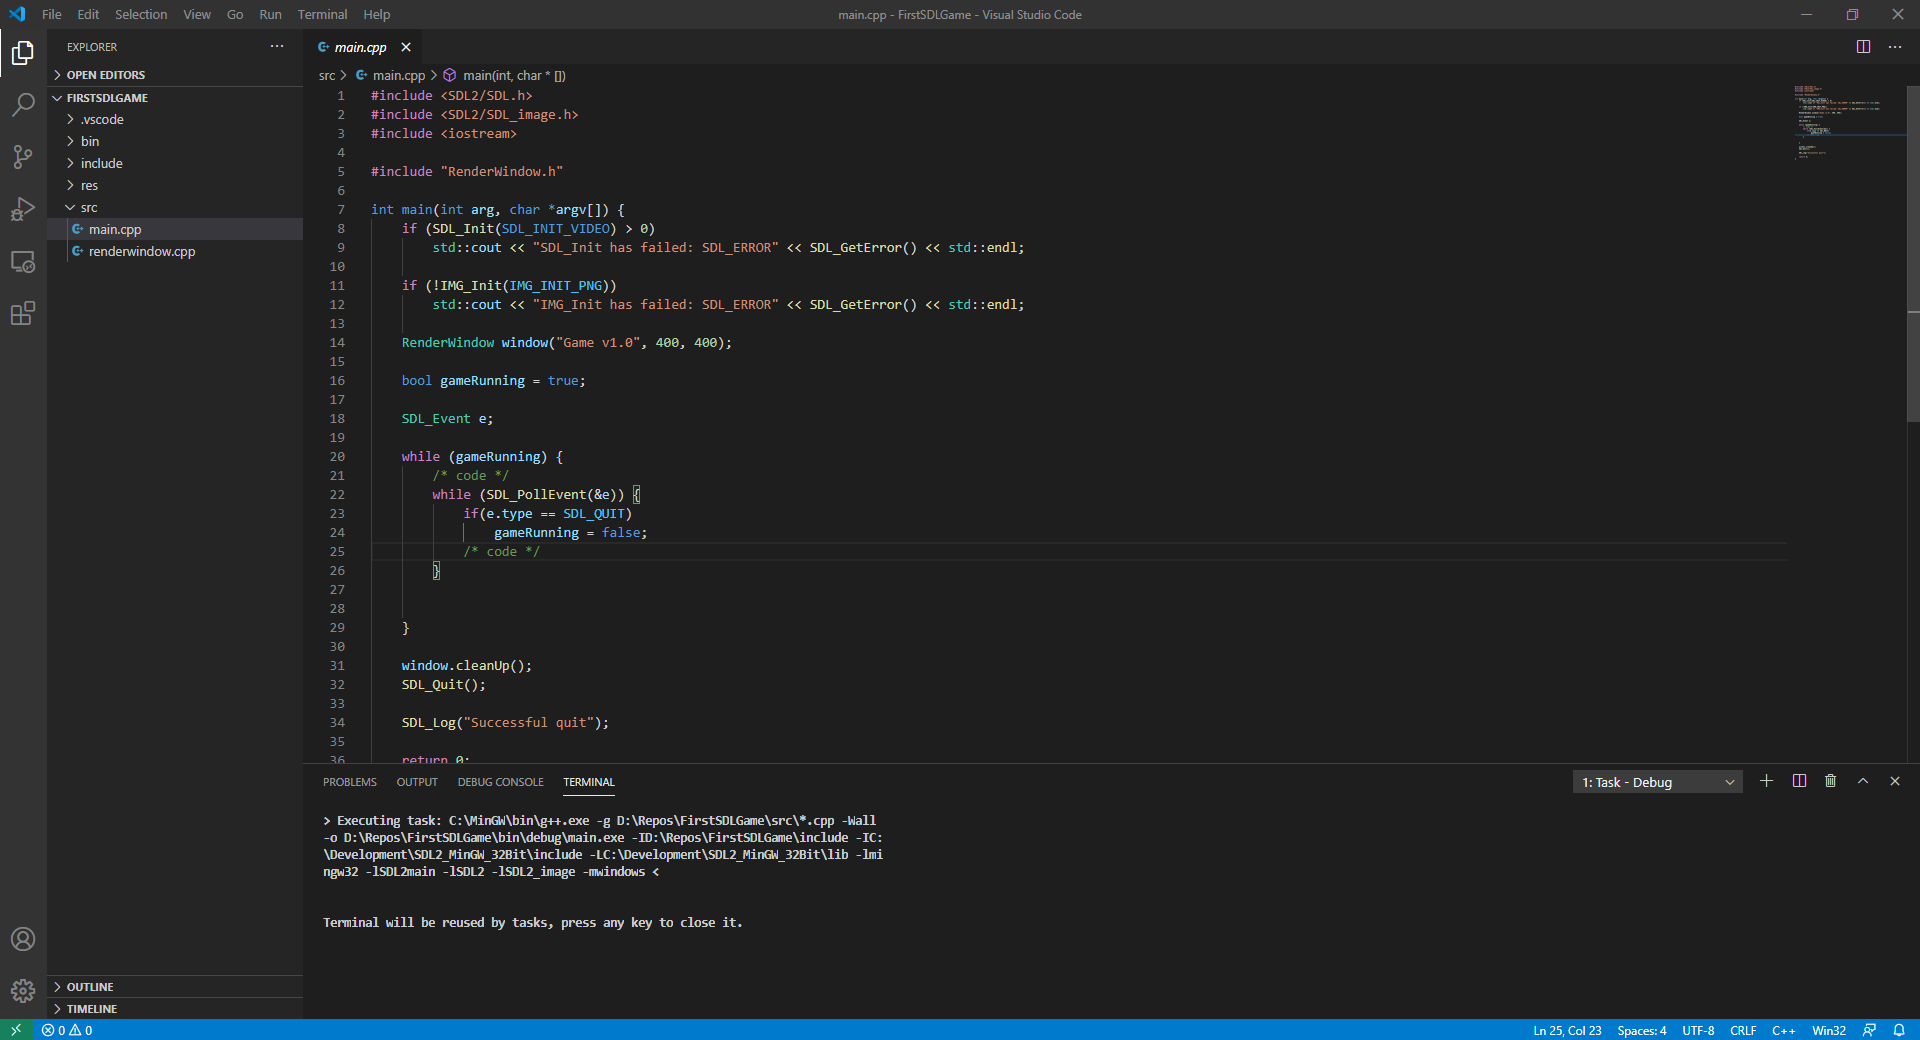 File Edit Selection View Go Run Terminal Help
main.cpp - FirstSDLGame - Visual Studio Code
EXPLORER
OPEN EDITORS
FIRSTSDLGAME
.vscode
bin
include
res
src
main.cpp
renderwindow.cpp
OUTLINE
TIMELINE
main.cpp
src > main.cpp > main(int, char * [])
1 #include <SDL2/SDL.h>
2 #include <SDL2/SDL_image.h>
3 #include <iostream>
4
5 #include "RenderWindow.h"
6
7 int main(int arg, char *argv[]) {
8 if (SDL_Init(SDL_INIT_VIDEO) > 0)
9 std::cout << "SDL_Init has failed: SDL_ERROR" << SDL_GetError() << std::endl;
10
11 if (!IMG_Init(IMG_INIT_PNG))
12 std::cout << "IMG_Init has failed: SDL_ERROR" << SDL_GetError() << std::endl;
13
14 RenderWindow window("Game v1.0", 400, 400);
15
16 bool gameRunning = true;
17
18 SDL_Event e;
19
20 while (gameRunning) {
21 /* code */
22 while (SDL_PollEvent(&e)) {
23 if(e.type == SDL_QUIT)
24 gameRunning = false;
25 /* code */
26 }
27
28
29 }
30
31 window.cleanUp();
32 SDL_Quit();
33
34 SDL_Log("Successful quit");
35
36 return 0;
PROBLEMS OUTPUT DEBUG CONSOLE TERMINAL
1: Task - Debug
> Executing task: C:\MinGW\bin\g++.exe -g D:\Repos\FirstSDLGame\src\*.cpp -Wall
-o D:\Repos\FirstSDLGame\bin\debug\main.exe -ID:\Repos\FirstSDLGame\include -IC:
\Development\SDL2_MinGW_32Bit\include -LC:\Development\SDL2_MinGW_32Bit\lib -lmi
ngw32 -lSDL2main -lSDL2 -lSDL2_image -mwindows <
Terminal will be reused by tasks, press any key to close it.
0 0
Ln 25, Col 23 Spaces: 4 UTF-8 CRLF C++ Win32